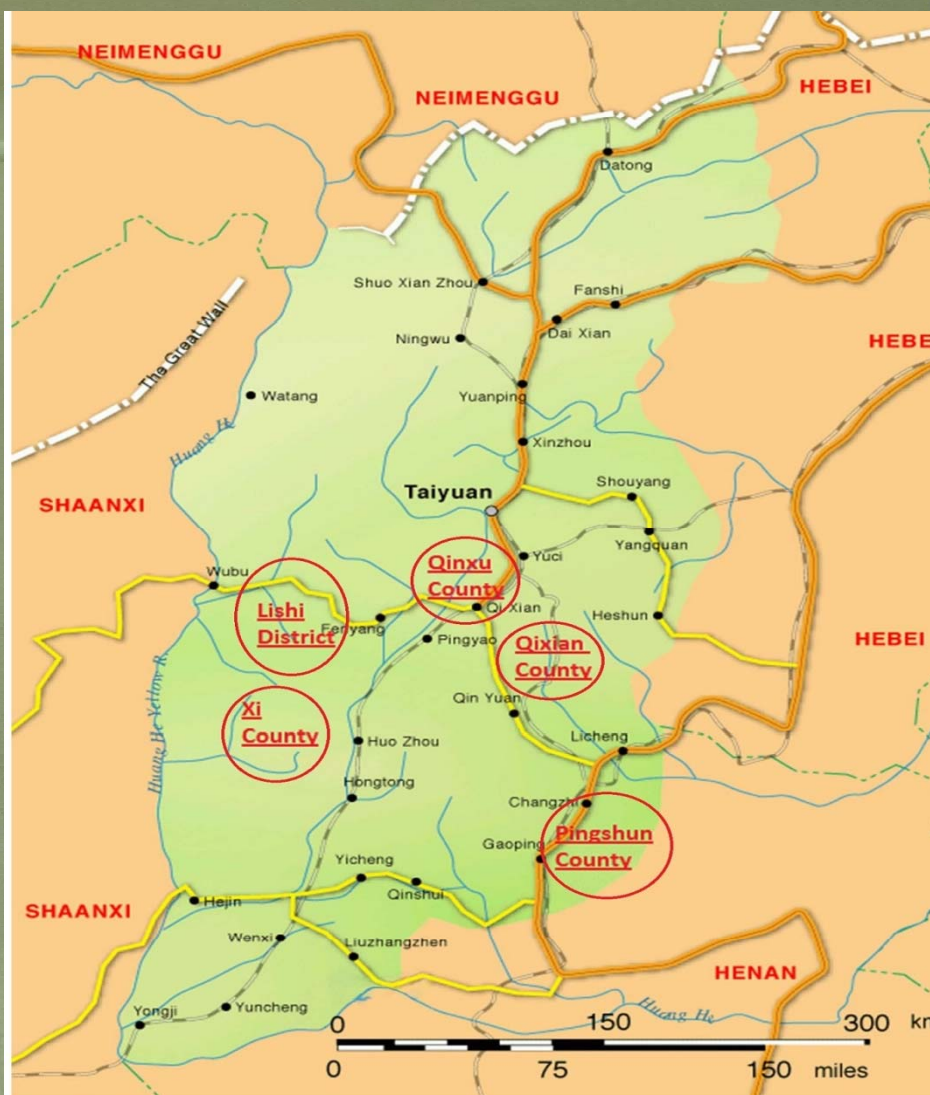 NEIMENGGU
NEIMENGGU
HEBEI
Datong
Shuo Xian Zhou
Fanshi
Dai Xian
Ningwu
HEBE
The Great Wall
Watang
Yuanping
Huang He
Xinzhou
Shouyang
SHAANXI
Taiyuan
Yangquan
Yuci
Qinxu
County
Wubu
Lishi
District
Fenyang
Qi Xian
Heshun
Pingyao
Qixian
County
HEBEI
Xi
County
Qin Yuan
Huang He Yellow R.
Huo Zhou
Licheng
Hongtong
Changzhi
Pingshun
County
Gaoping
Yicheng
Qinshui
SHAANXI
Hejin
Wenxi
Liuzhangzhen
HENAN
Yongji
Yuncheng
Huang He
0 150 300 km
0 75 150 miles